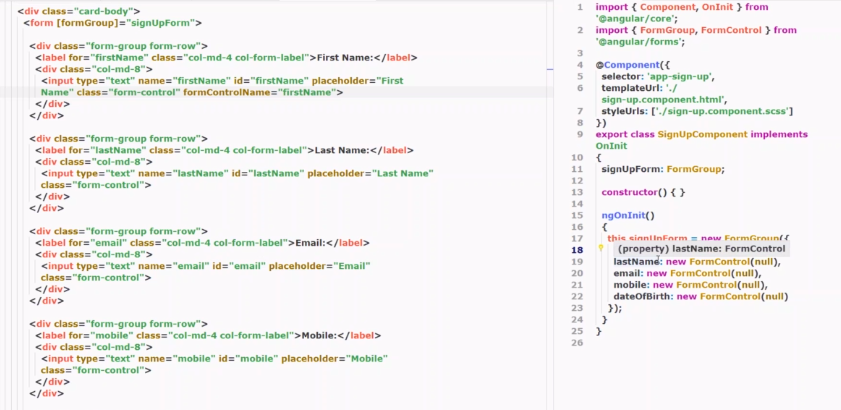 <div class="card-body">
<form [formGroup]="signUpForm">
<div class="form-group form-row">
<label for="firstName" class="col-md-4 col-form-label">First Name:</label>
<div class="col-md-8">
<input type="text" name="firstName" id="firstName" placeholder="First
Name" class="form-control" formControlName="firstName">
</div>
</div>
<div class="form-group form-row">
<label for="lastName" class="col-md-4 col-form-label">Last Name:</label>
<div class="col-md-8">
<input type="text" name="lastName" id="lastName" placeholder="Last Name"
class="form-control">
</div>
</div>
<div class="form-group form-row">
<label for="email" class="col-md-4 col-form-label">Email:</label>
<div class="col-md-8">
<input type="text" name="email" id="email" placeholder="Email"
class="form-control">
</div>
</div>
<div class="form-group form-row">
<label for="mobile" class="col-md-4 col-form-label">Mobile:</label>
<div class="col-md-8">
<input type="text" name="mobile" id="mobile" placeholder="Mobile"
class="form-control">
</div>
</div>
1 import { Component, OnInit } from
'@angular/core';
2 import { FormGroup, FormControl } from
'@angular/forms';
3
4 @Component({
5 selector: 'app-sign-up',
6 templateUrl: './
sign-up.component.html',
7 styleUrls: ['./sign-up.component.scss']
8 })
9 export class SignUpComponent implements
OnInit
10 {
11 signUpForm: FormGroup;
12
13 constructor() { }
14
15 ngOnInit()
16 {
17 this.signUpForm = new FormGroup({
18 (property) lastName: FormControl
19 lastName: new FormControl(null),
20 email: new FormControl(null),
21 mobile: new FormControl(null),
22 dateOfBirth: new FormControl(null)
23 });
24 }
25 }
26